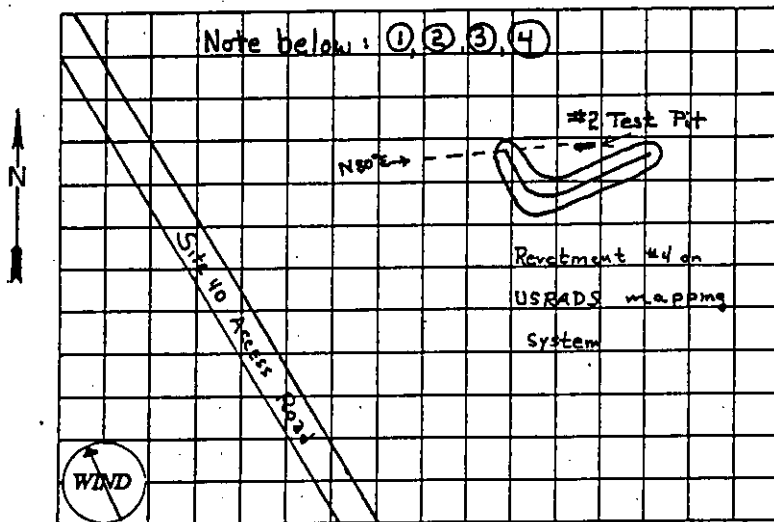 Note below: ①, ②, ③, ④
#2 Test Pit
N
N80°E→
Revetment #4 on
USRADS mapping
system
Site 40 Access Road
WIND